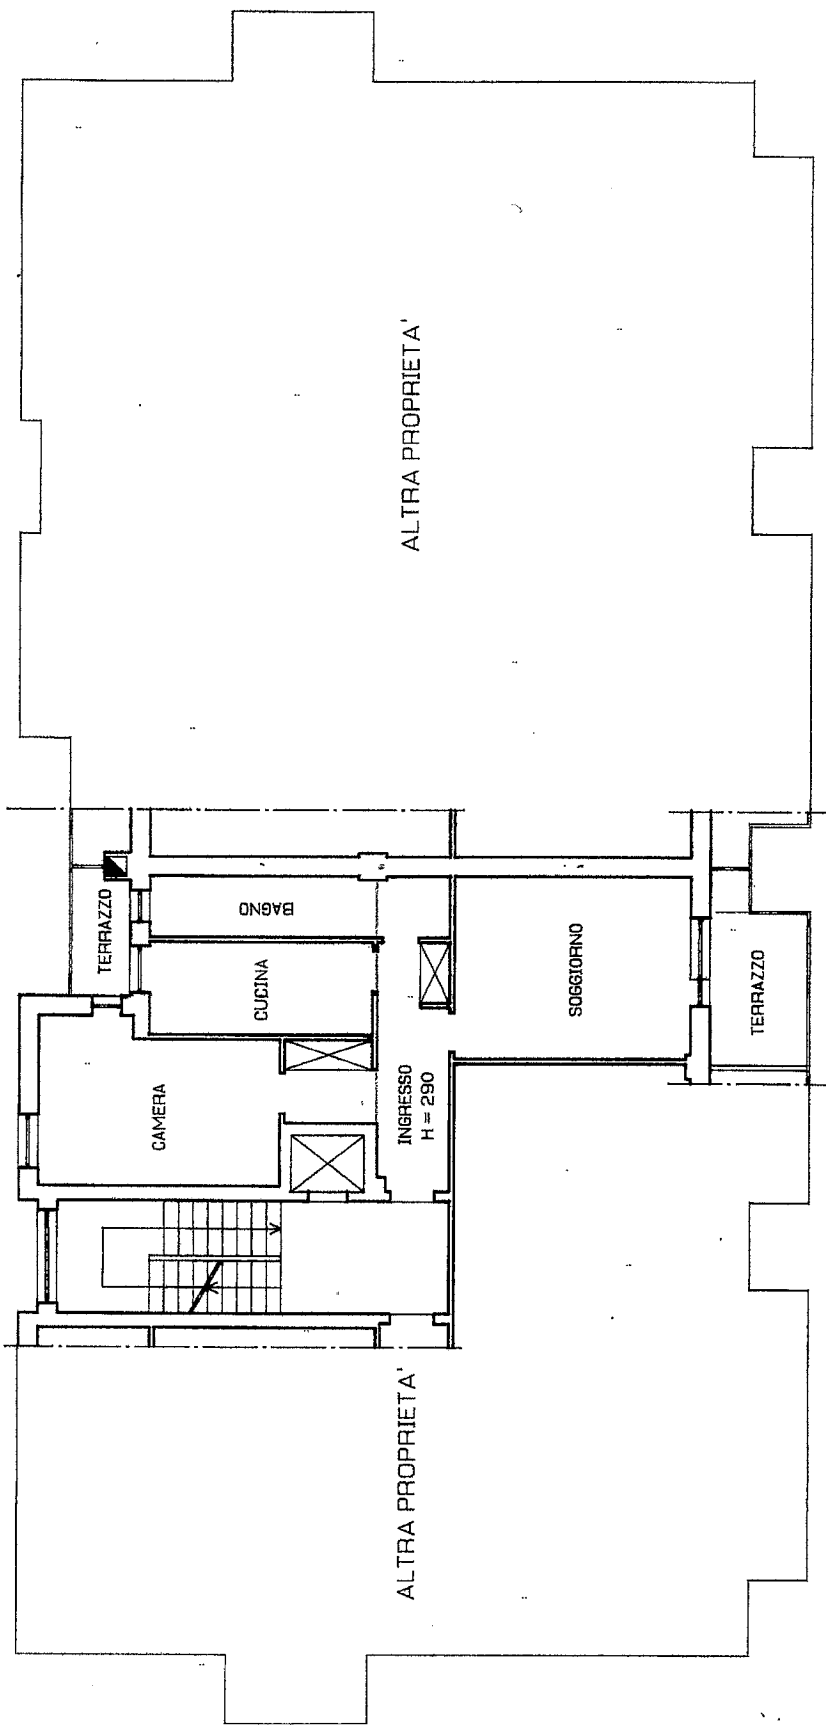 ALTRA PROPRIETA'
TERRAZZO
BAGNO
CUCINA
SOGGIORNO
TERRAZZO
CAMERA
INGRESSO
H = 290
ALTRA PROPRIETA'